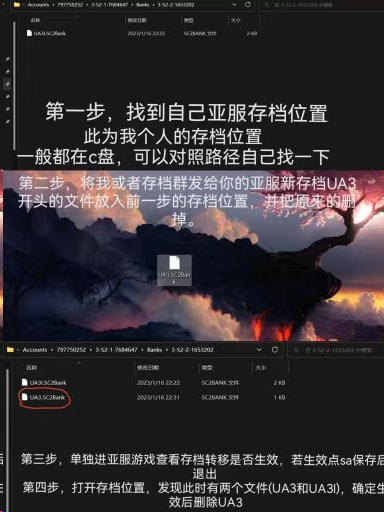 Accounts > 797750252 > 3-S2-1-7684647 > Banks > 3-S2-2-1653202
名称 修改日期 类型 大小
UA3I.SC2Bank 2023/1/16 22:22 SC2BANK 文件 2 KB
第一步，找到自己亚服存档位置
此为我个人的存档位置
一般都在c盘，可以对照路径自己找一下
第二步，将我或者存档群发给你的亚服新存档UA3
开头的文件放入前一步的存档位置，并把原来的删
掉。
UA3.SC2Ban
k
Accounts > 797750252 > 3-S2-1-7684647 > Banks > 3-S2-2-1653202
名称 修改日期 类型 大小
UA3I.SC2Bank 2023/1/16 22:22 SC2BANK 文件 2 KB
UA3.SC2Bank 2023/1/16 22:31 SC2BANK 文件 1 KB
第三步，单独进亚服游戏查看存档转移是否生效，若生效点sa保存后
退出
第四步，打开存档位置，发现此时有两个文件(UA3和UA3I)，确定生
效后删除UA3